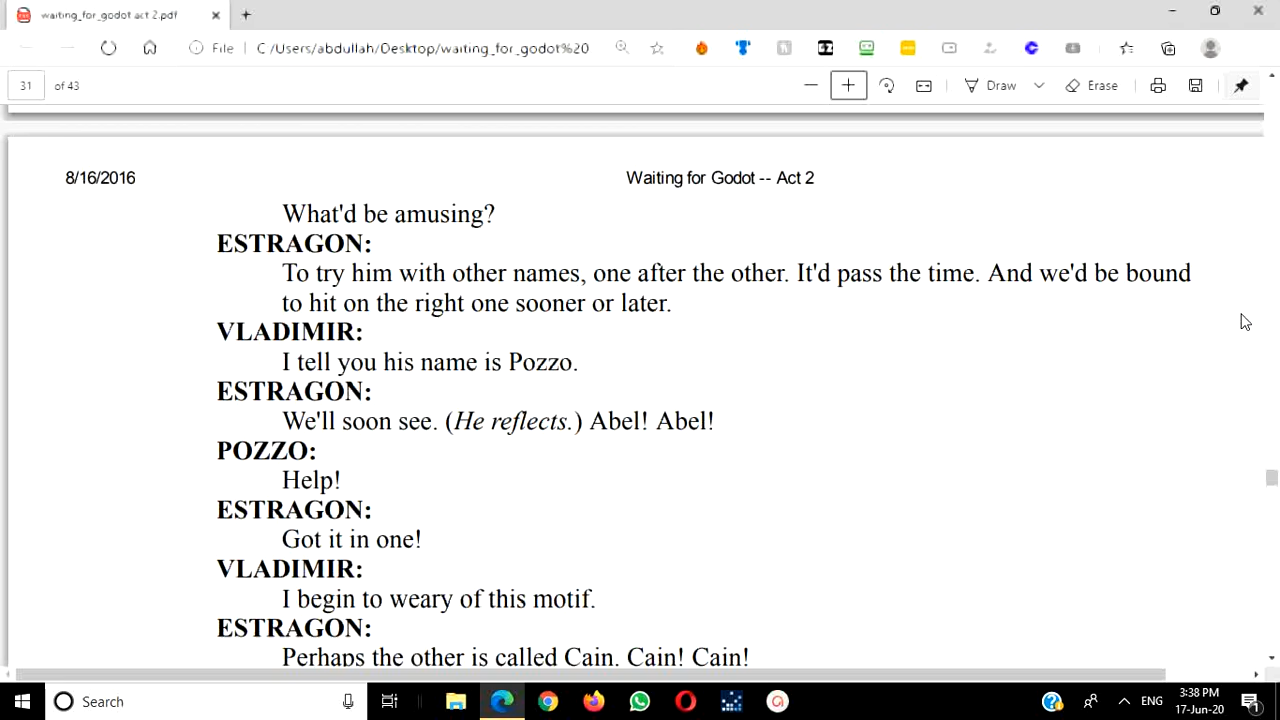 waiting_for_godot act 2.pdf
File C:/Users/abdullah/Desktop/waiting_for_godot%20
31 of 43 Draw Erase
8/16/2016 Waiting for Godot -- Act 2
What'd be amusing?
ESTRAGON:
To try him with other names, one after the other. It'd pass the time. And we'd be bound
to hit on the right one sooner or later.
VLADIMIR:
I tell you his name is Pozzo.
ESTRAGON:
We'll soon see. (He reflects.) Abel! Abel!
POZZO:
Help!
ESTRAGON:
Got it in one!
VLADIMIR:
I begin to weary of this motif.
ESTRAGON:
Perhaps the other is called Cain. Cain! Cain!
Search ENG 3:38 PM
17-Jun-20